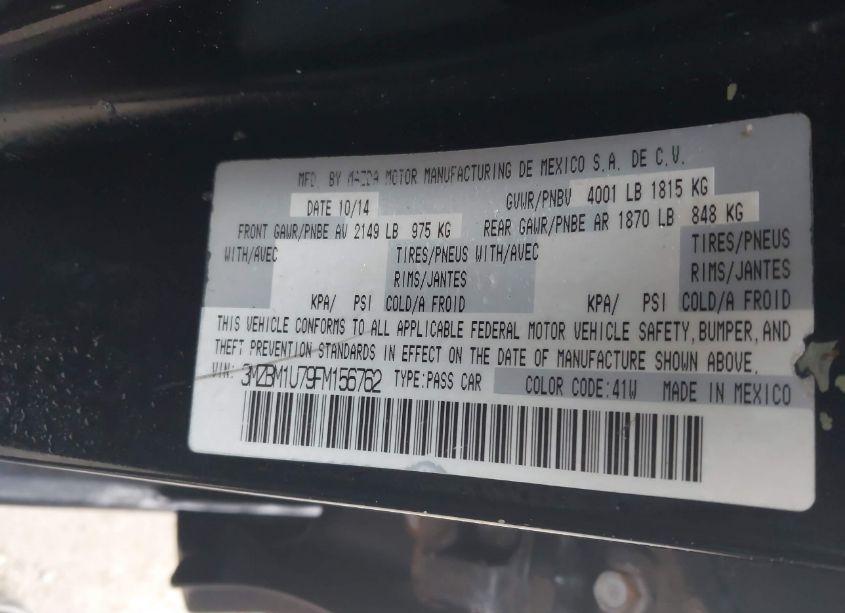 MFD. BY MAZDA MOTOR MANUFACTURING DE MEXICO S.A. DE C.V.
DATE 10/14 GVWR/PNBV 4001 LB 1815 KG
FRONT GAWR/PNBE AV 2149 LB 975 KG REAR GAWR/PNBE AR 1870 LB 848 KG
WITH/AVEC TIRES/PNEUS WITH/AVEC TIRES/PNEUS
RIMS/JANTES RIMS/JANTES
KPA/ PSI COLD/A FROID KPA/ PSI COLD/A FROID
THIS VEHICLE CONFORMS TO ALL APPLICABLE FEDERAL MOTOR VEHICLE SAFETY, BUMPER, AND
THEFT PREVENTION STANDARDS IN EFFECT ON THE DATE OF MANUFACTURE SHOWN ABOVE.
VIN: 3MZBM1U79FM156762 TYPE:PASS CAR COLOR CODE:41W MADE IN MEXICO